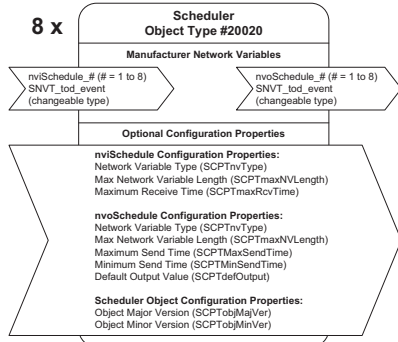 8 x
Scheduler
Object Type #20020
Manufacturer Network Variables
nviSchedule_# (# = 1 to 8)
SNVT_tod_event
(changeable type)
nvoSchedule_# (# = 1 to 8)
SNVT_tod_event
(changeable type)
Optional Configuration Properties
nviSchedule Configuration Properties:
Network Variable Type (SCPTnvType)
Max Network Variable Length (SCPTmaxNVLength)
Maximum Receive Time (SCPTmaxRcvTime)
nvoSchedule Configuration Properties:
Network Variable Type (SCPTnvType)
Max Network Variable Length (SCPTmaxNVLength)
Maximum Send Time (SCPTMaxSendTime)
Minimum Send Time (SCPTMinSendTime)
Default Output Value (SCPTdefOutput)
Scheduler Object Configuration Properties:
Object Major Version (SCPTobjMajVer)
Object Minor Version (SCPTobjMinVer)